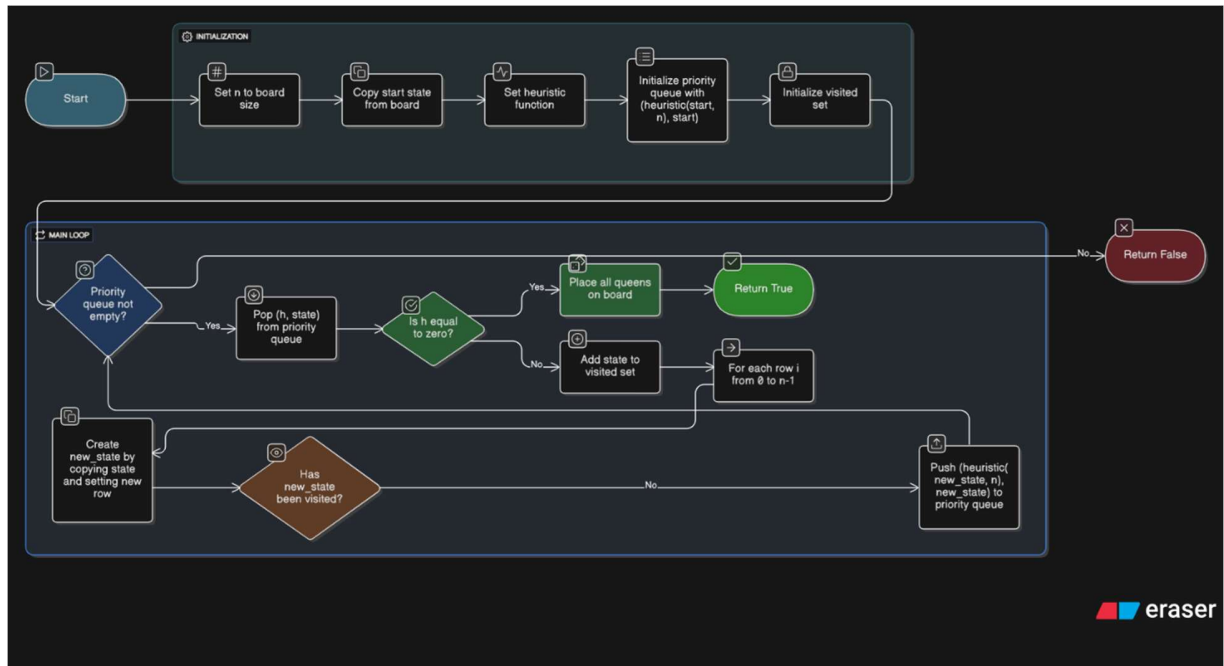 INITIALIZATION
Start
Set n to board
size
Copy start state
from board
Set heuristic
function
Initialize priority
queue with
(heuristic(start,
n), start)
Initialize visited
set
MAIN LOOP
Priority
queue not
empty?
No
Return False
Yes
Pop (h, state)
from priority
queue
Is h equal
to zero?
Yes
Place all queens
on board
Return True
No
Add state to
visited set
For each row i
from 0 to n-1
Create
new_state by
copying state
and setting new
row
Has
new_state
been visited?
No
Push (heuristic(
new_state, n),
new_state) to
priority queue
eraser